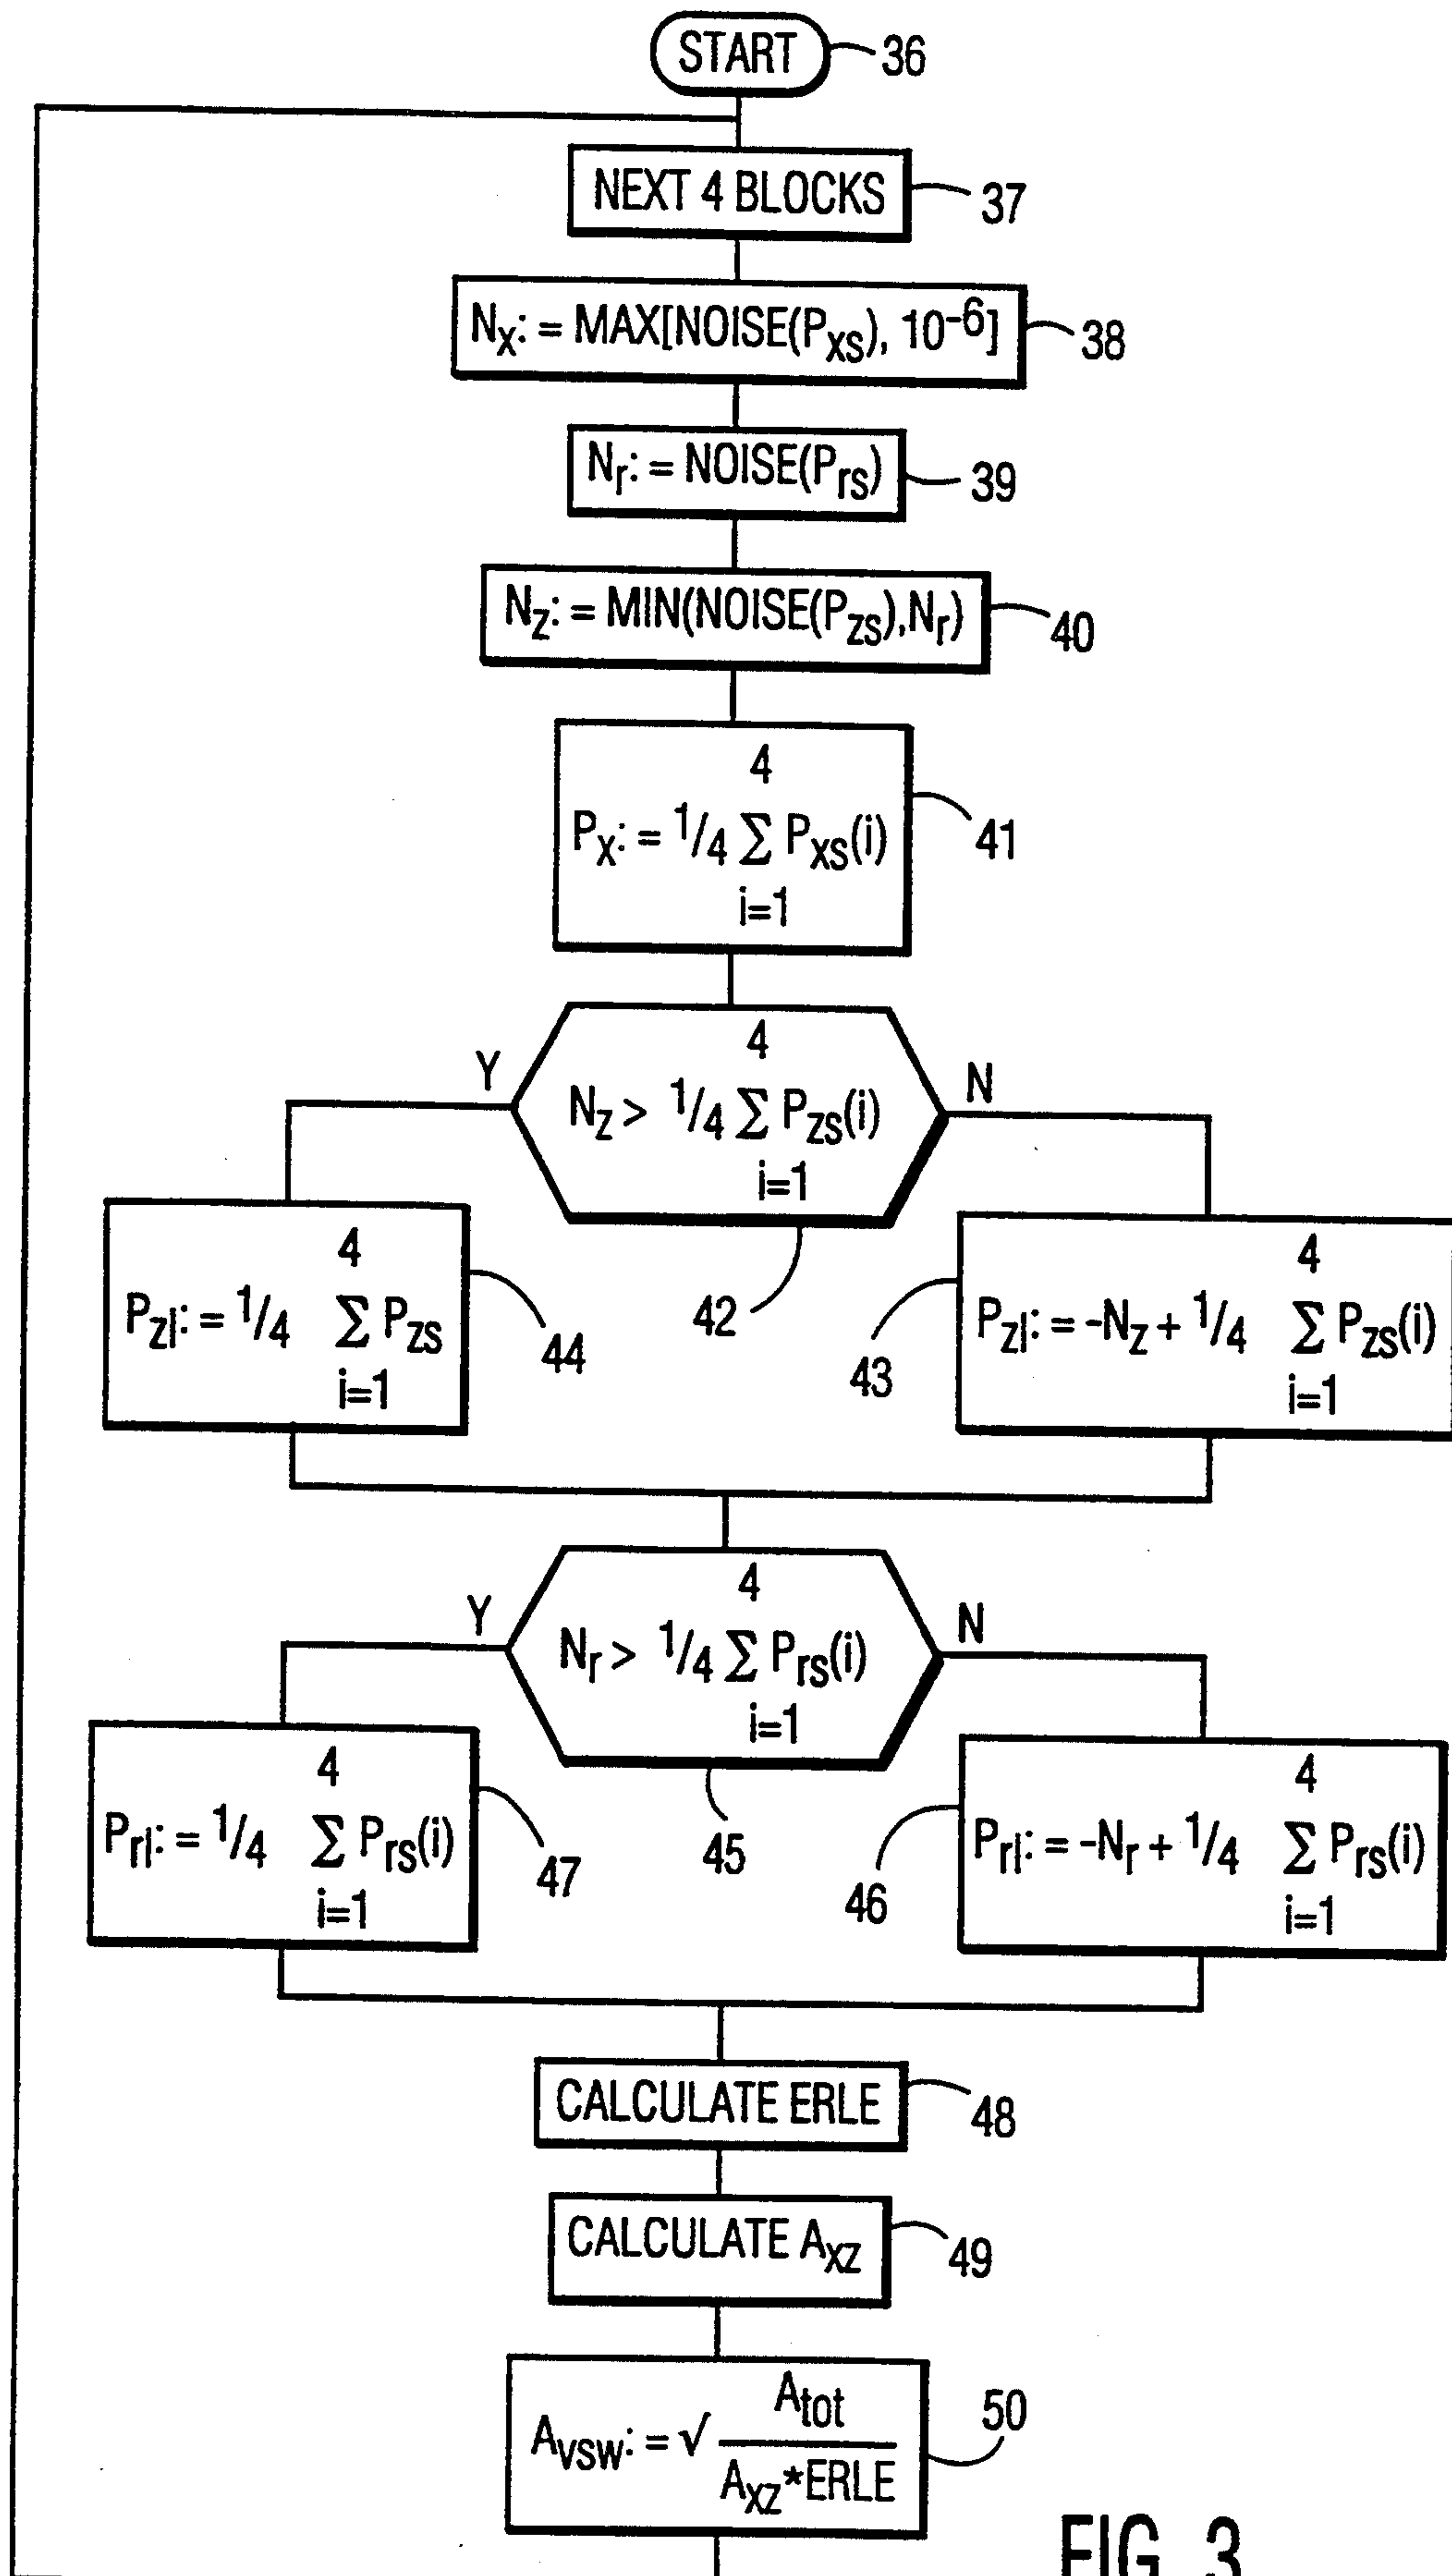 START
36
NEXT 4 BLOCKS
37
Nx: = MAX[NOISE(Pxs), 10-6]
38
Nr: = NOISE(Prs)
39
Nz: = MIN(NOISE(Pzs),Nr)
40
4
Px: = 1/4 ∑ Pxs(i)
i=1
41
Y
4
Nz > 1/4 ∑ Pzs(i)
i=1
N
42
4
Pzl: = 1/4 ∑ Pzs
i=1
44
4
Pzl: = -Nz + 1/4 ∑ Pzs(i)
i=1
43
Y
4
Nr > 1/4 ∑ Prs(i)
i=1
N
45
4
Prl: = 1/4 ∑ Prs(i)
i=1
47
4
Prl: = -Nr + 1/4 ∑ Prs(i)
i=1
46
CALCULATE ERLE
48
CALCULATE Axz
49
Atot
Avsw: = √
Axz*ERLE
50
FIG. 3